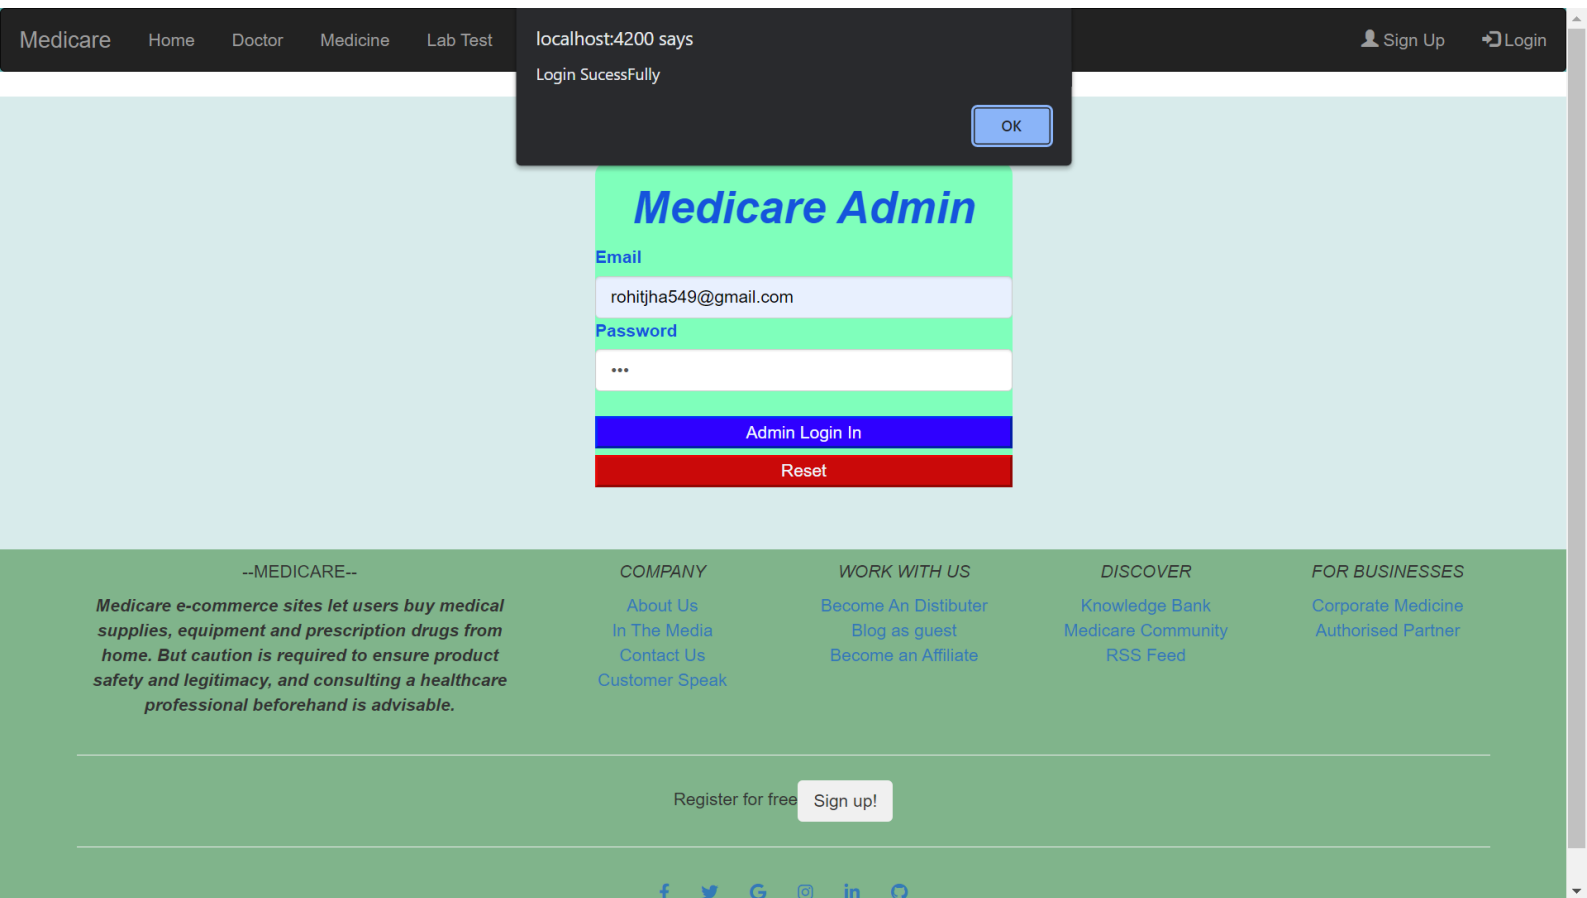 Medicare Home Doctor Medicine Lab Test
Sign Up Login
localhost:4200 says
Login SucessFully
OK
Medicare Admin
Email
rohitjha549@gmail.com
Password
•••
Admin Login In
Reset
--MEDICARE--
Medicare e-commerce sites let users buy medical
supplies, equipment and prescription drugs from
home. But caution is required to ensure product
safety and legitimacy, and consulting a healthcare
professional beforehand is advisable.
COMPANY
About Us
In The Media
Contact Us
Customer Speak
WORK WITH US
Become An Distibuter
Blog as guest
Become an Affiliate
DISCOVER
Knowledge Bank
Medicare Community
RSS Feed
FOR BUSINESSES
Corporate Medicine
Authorised Partner
Register for free Sign up!